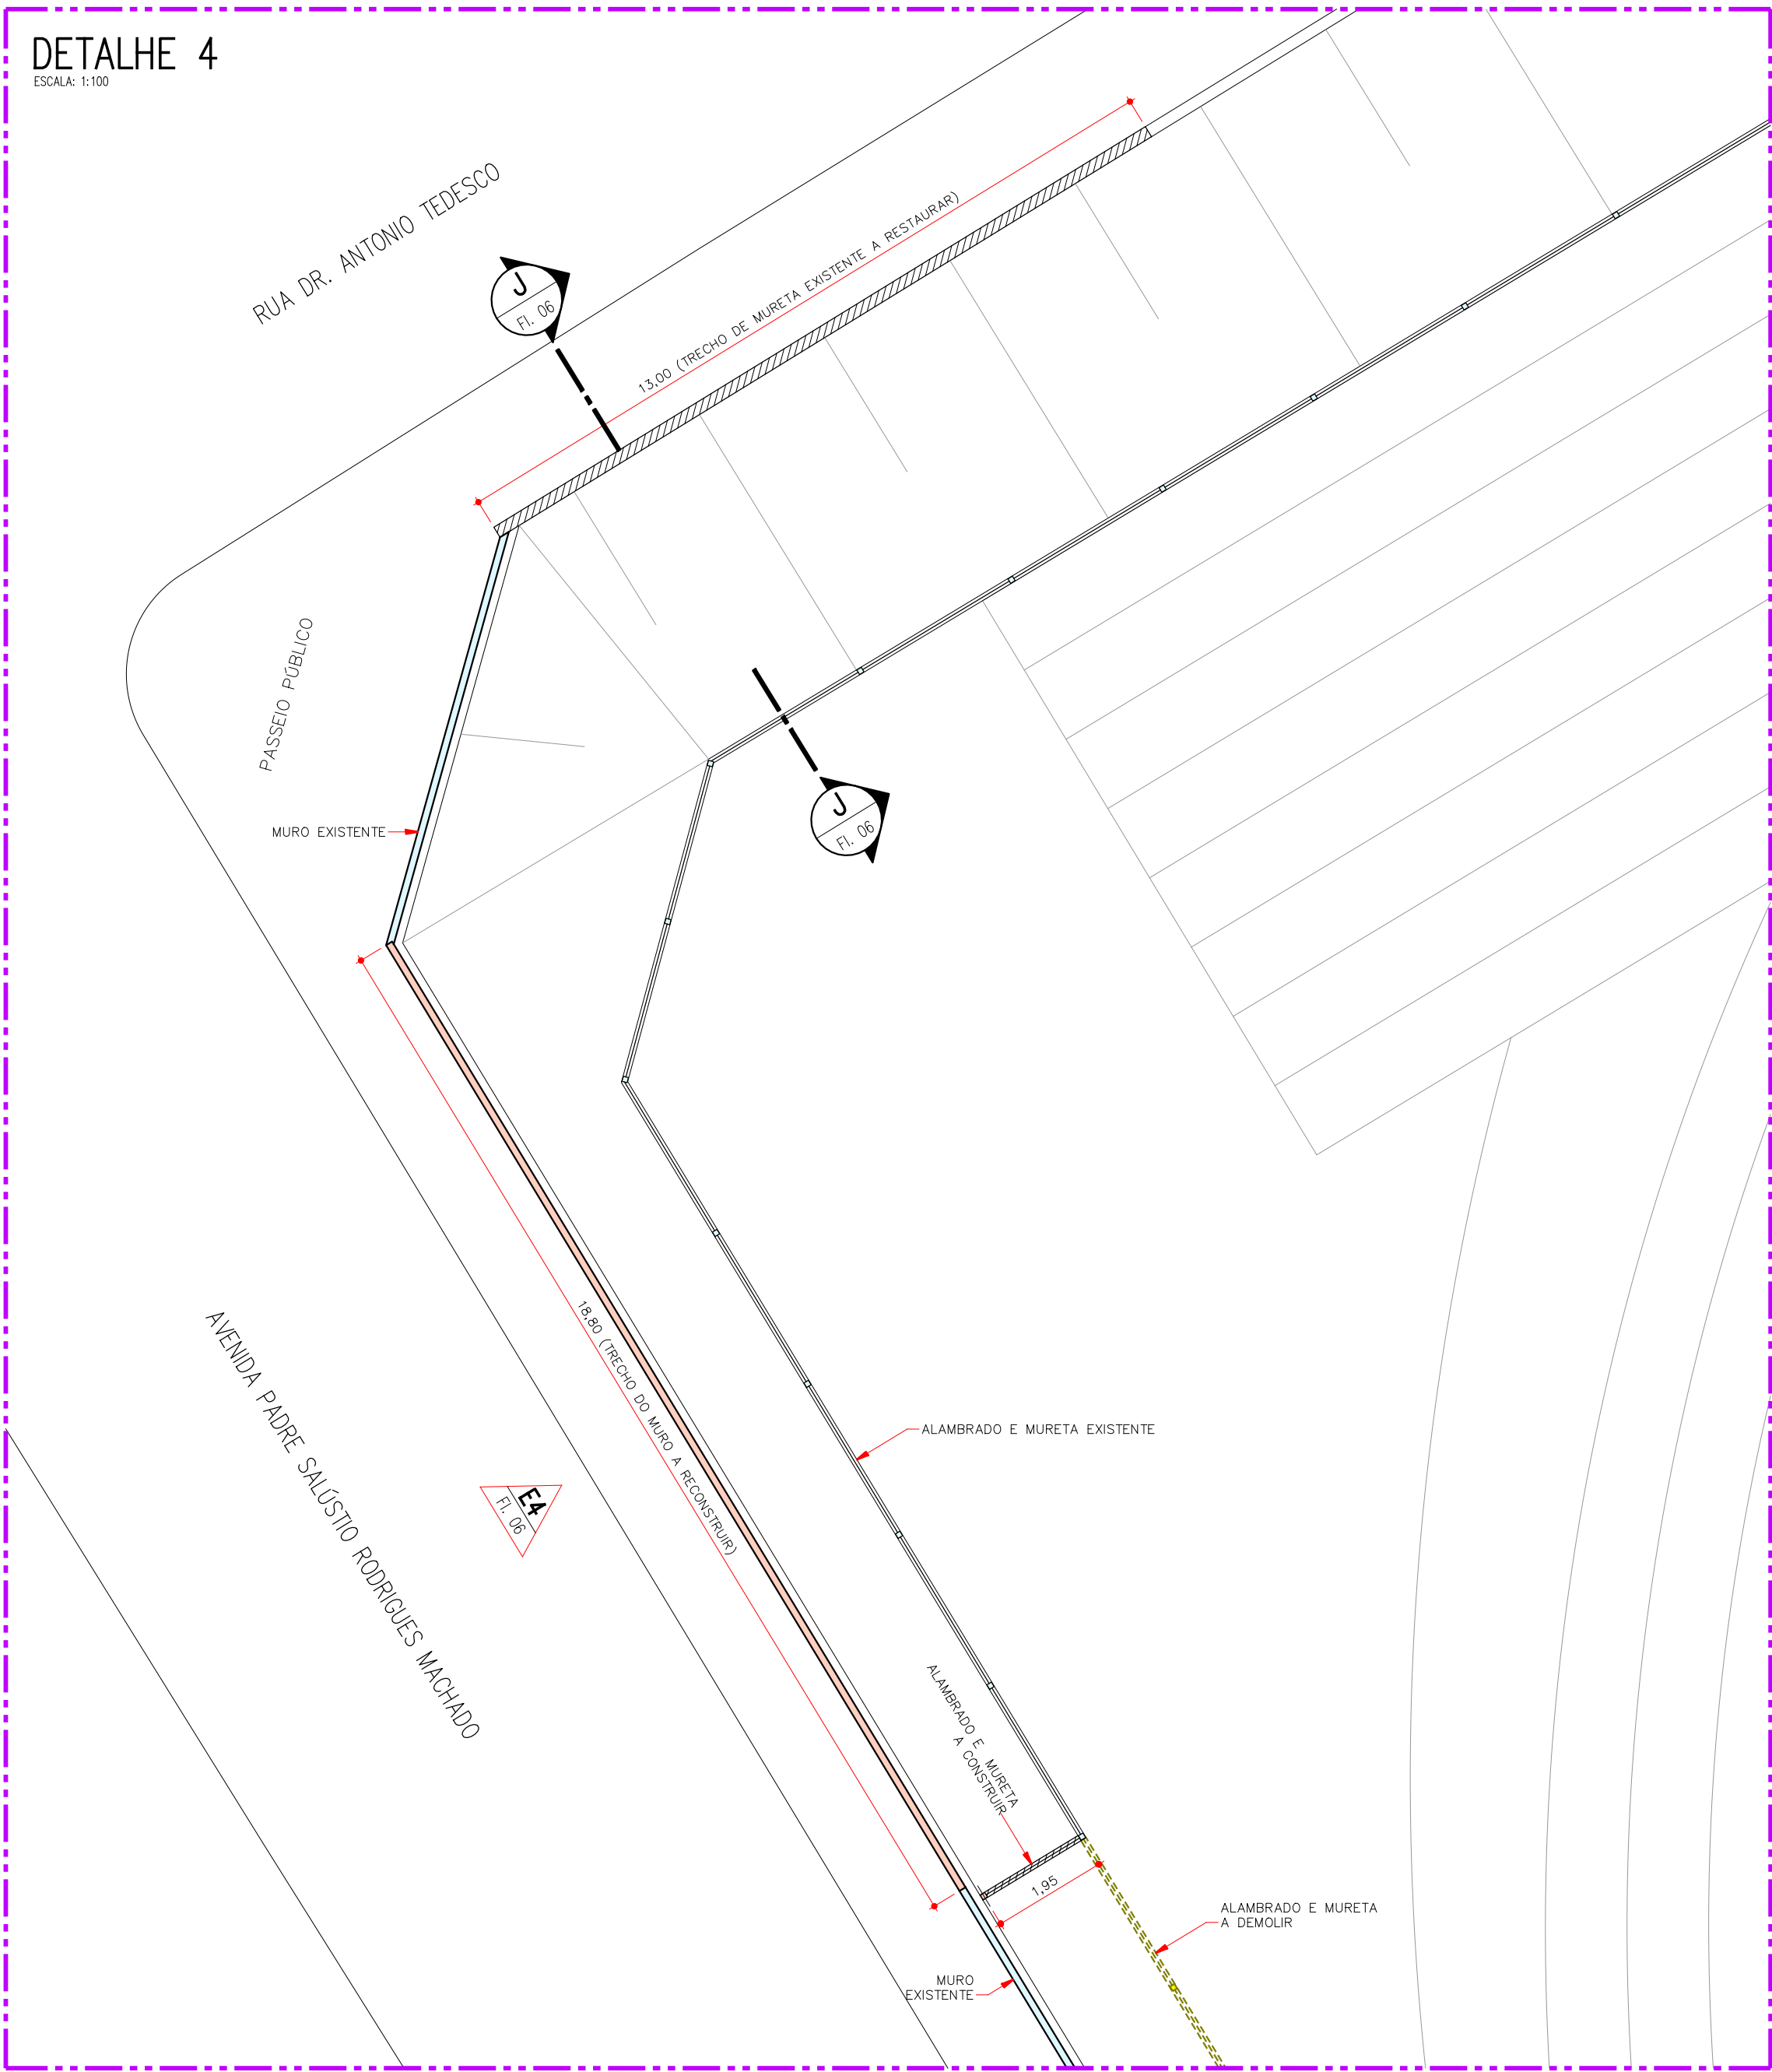 DETALHE 4
ESCALA: 1:100
RUA DR. ANTONIO TEDESCO
J
Fl. 06
13,00 (TRECHO DE MURETA EXISTENTE A RESTAURAR)
PASSEIO PÚBLICO
MURO EXISTENTE
J
Fl. 06
AVENIDA PADRE SALÚSTIO RODRIGUES MACHADO
18,80 (TRECHO DO MURO A RECONSTRUIR)
E4
Fl. 06
ALAMBRADO E MURETA EXISTENTE
ALAMBRADO E MURETA
A CONSTRUIR
1,95
ALAMBRADO E MURETA
A DEMOLIR
MURO
EXISTENTE